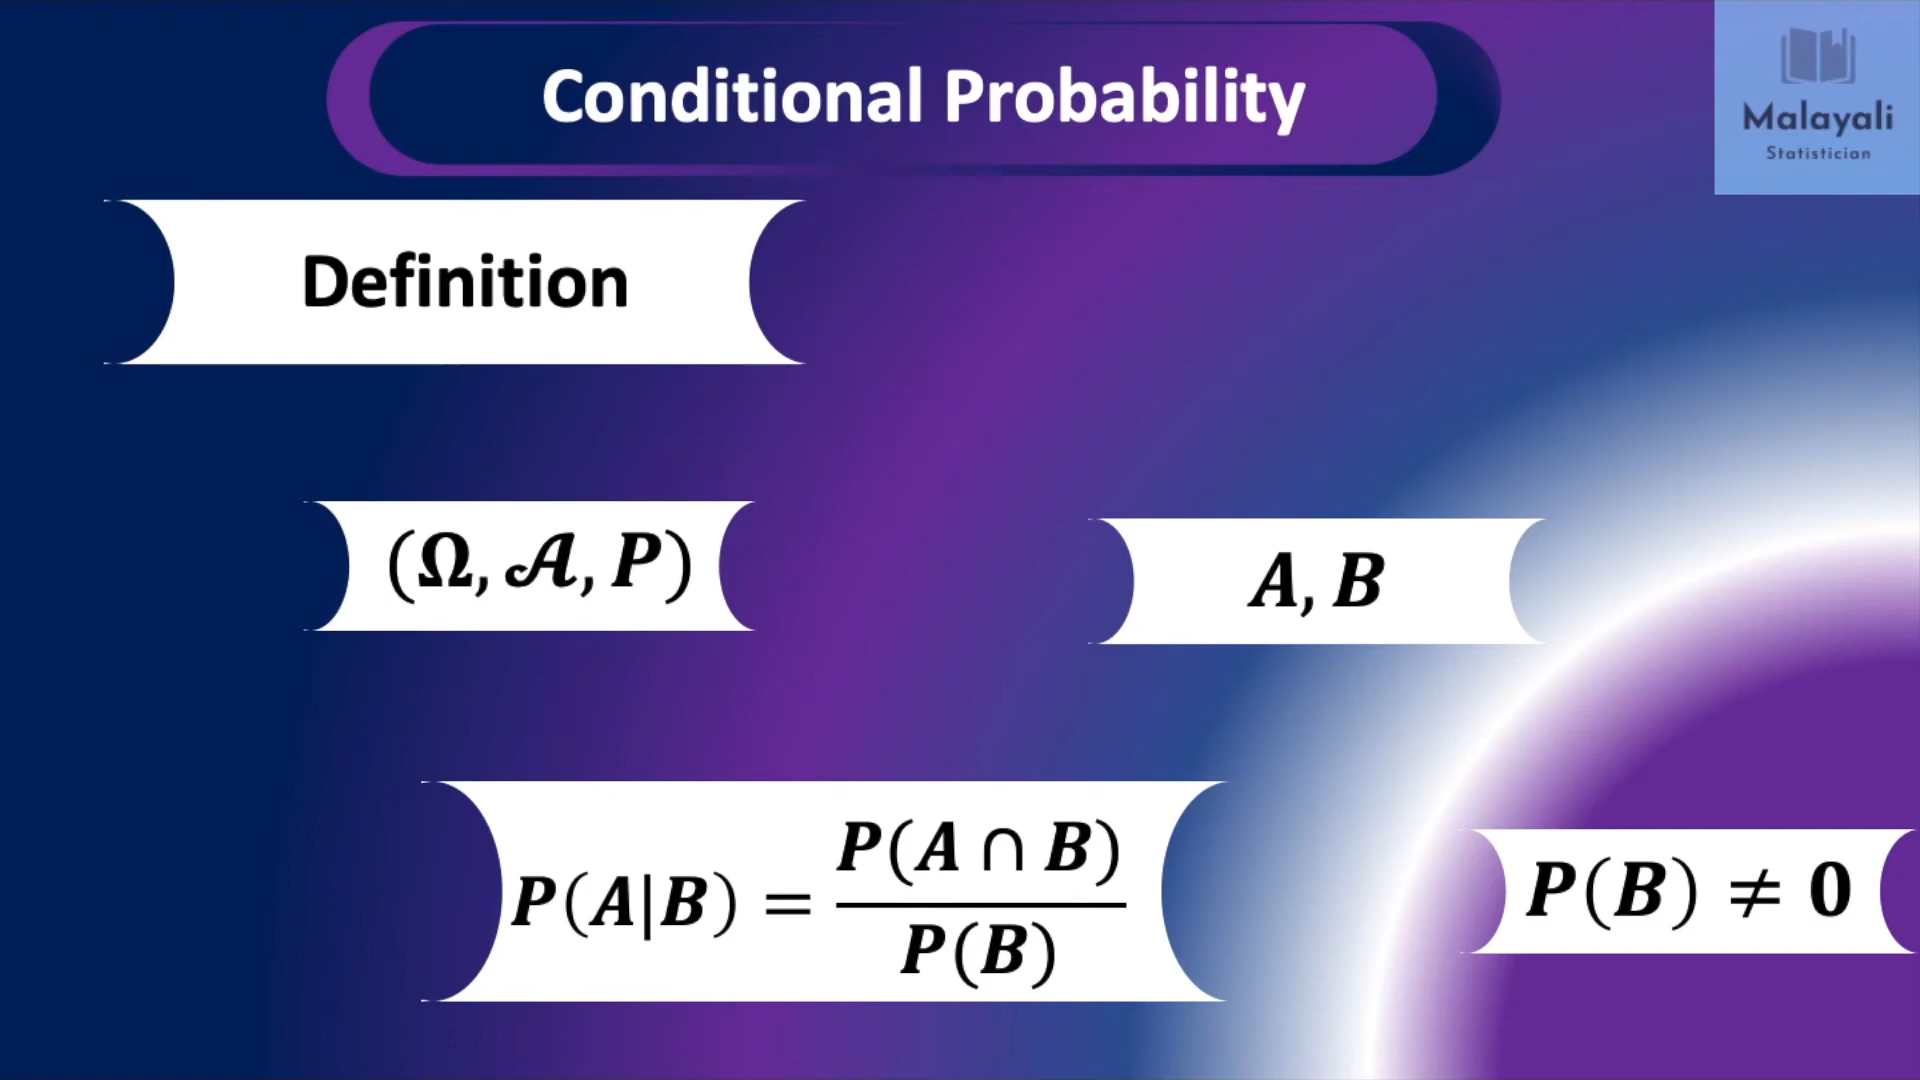 Conditional Probability
Malayali
Statistician
Definition
(Ω, 𝒜, P)
A, B
P(A|B) = P(A ∩ B) / P(B)
P(B) ≠ 0